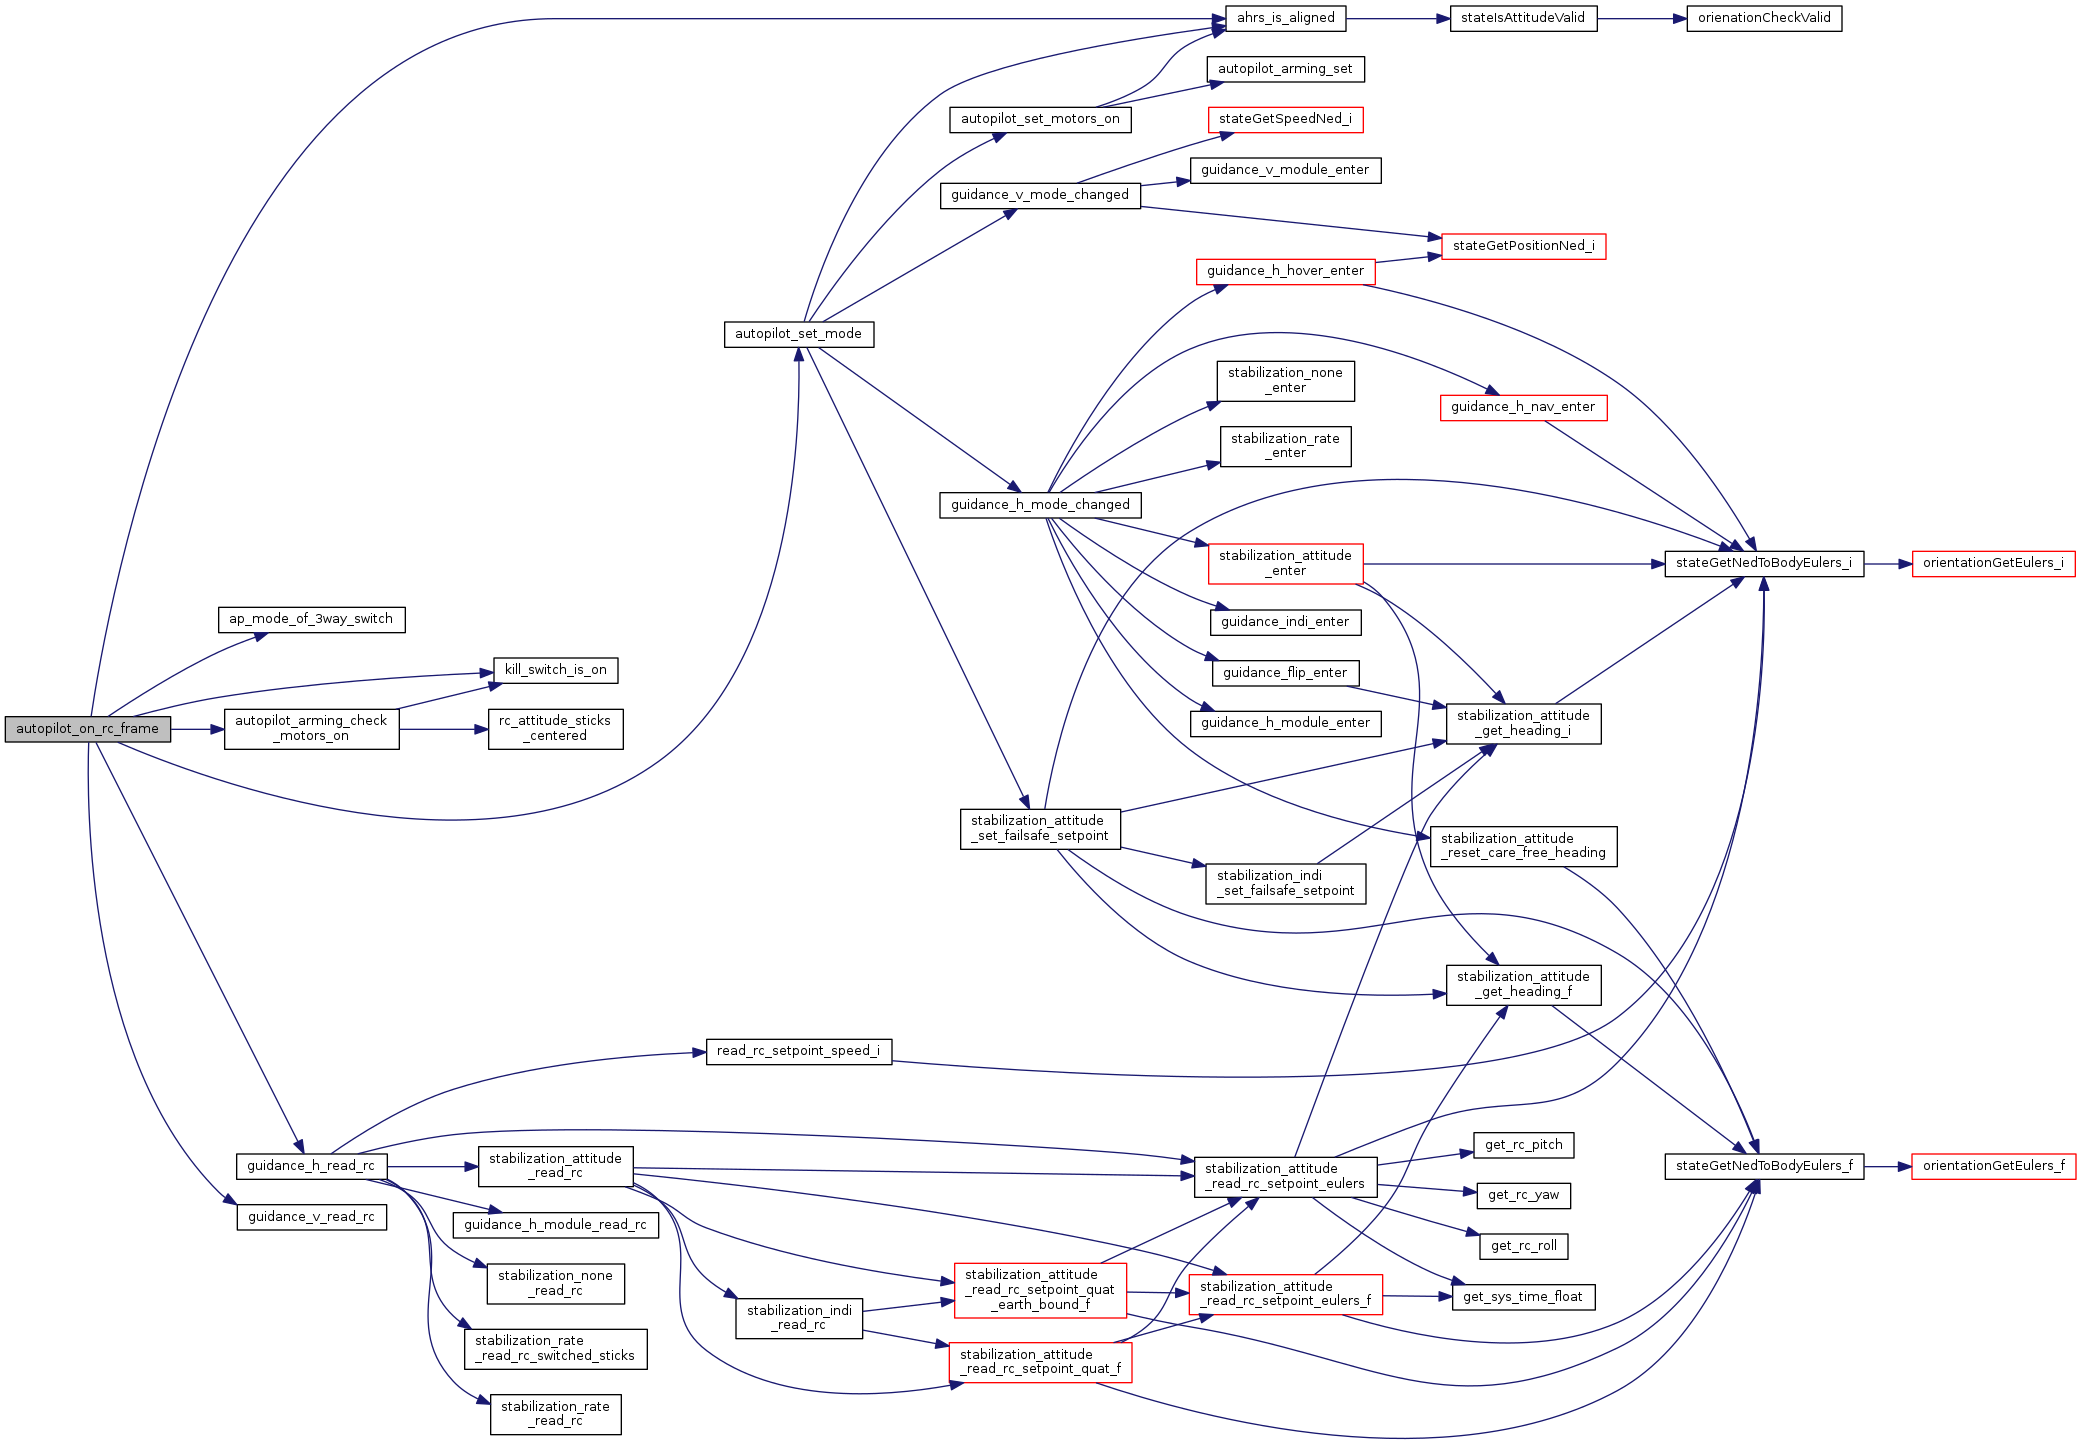 ahrs_is_aligned
stateIsAttitudeValid
orienationCheckValid
autopilot_arming_set
autopilot_set_motors_on
stateGetSpeedNed_i
guidance_v_module_enter
guidance_v_mode_changed
stateGetPositionNed_i
guidance_h_hover_enter
autopilot_set_mode
stabilization_none
_enter
guidance_h_nav_enter
stabilization_rate
_enter
guidance_h_mode_changed
stabilization_attitude
_enter
stateGetNedToBodyEulers_i
orientationGetEulers_i
ap_mode_of_3way_switch
guidance_indi_enter
kill_switch_is_on
guidance_flip_enter
autopilot_on_rc_frame
autopilot_arming_check
_motors_on
rc_attitude_sticks
_centered
guidance_h_module_enter
stabilization_attitude
_get_heading_i
stabilization_attitude
_set_failsafe_setpoint
stabilization_attitude
_reset_care_free_heading
stabilization_indi
_set_failsafe_setpoint
stabilization_attitude
_get_heading_f
read_rc_setpoint_speed_i
get_rc_pitch
guidance_h_read_rc
stabilization_attitude
_read_rc
stabilization_attitude
_read_rc_setpoint_eulers
stateGetNedToBodyEulers_f
orientationGetEulers_f
get_rc_yaw
guidance_v_read_rc
guidance_h_module_read_rc
get_rc_roll
stabilization_none
_read_rc
stabilization_attitude
_read_rc_setpoint_quat
_earth_bound_f
stabilization_attitude
_read_rc_setpoint_eulers_f
get_sys_time_float
stabilization_indi
_read_rc
stabilization_rate
_read_rc_switched_sticks
stabilization_attitude
_read_rc_setpoint_quat_f
stabilization_rate
_read_rc